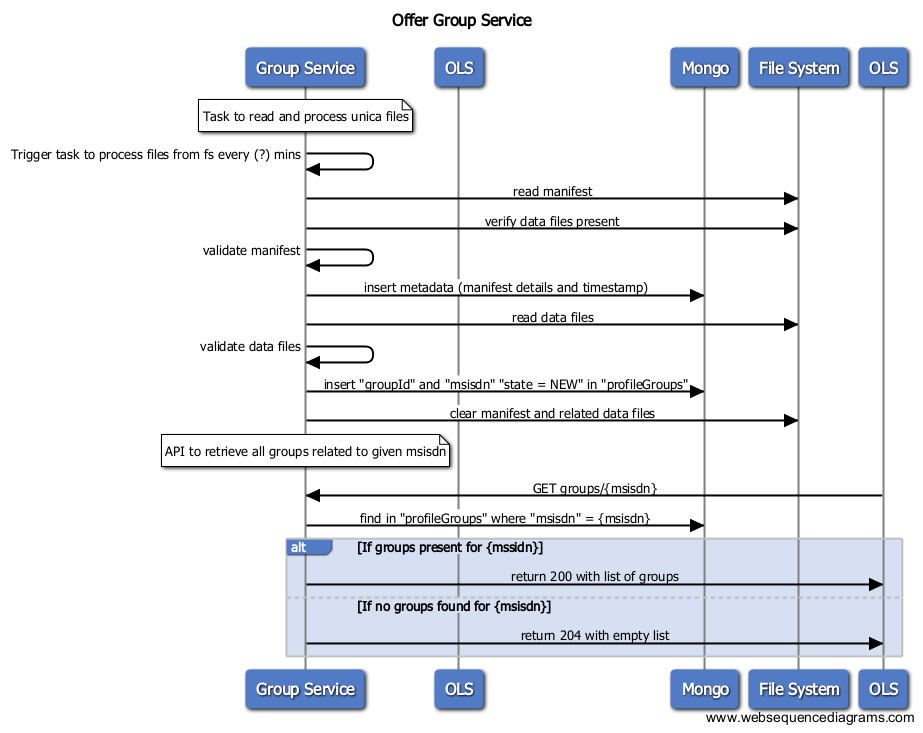 Offer Group Service
Group Service
OLS
Mongo
File System
OLS
Task to read and process unica files
Trigger task to process files from fs every (?) mins
read manifest
verify data files present
validate manifest
insert metadata (manifest details and timestamp)
read data files
validate data files
insert "groupId" and "msisdn" "state = NEW" in "profileGroups"
clear manifest and related data files
API to retrieve all groups related to given msisdn
GET groups/{msisdn}
find in "profileGroups" where "msisdn" = {msisdn}
alt [If groups present for {mssidn}]
return 200 with list of groups
[If no groups found for {msisdn}]
return 204 with empty list
Group Service
OLS
Mongo
File System
OLS
www.websequencediagrams.com